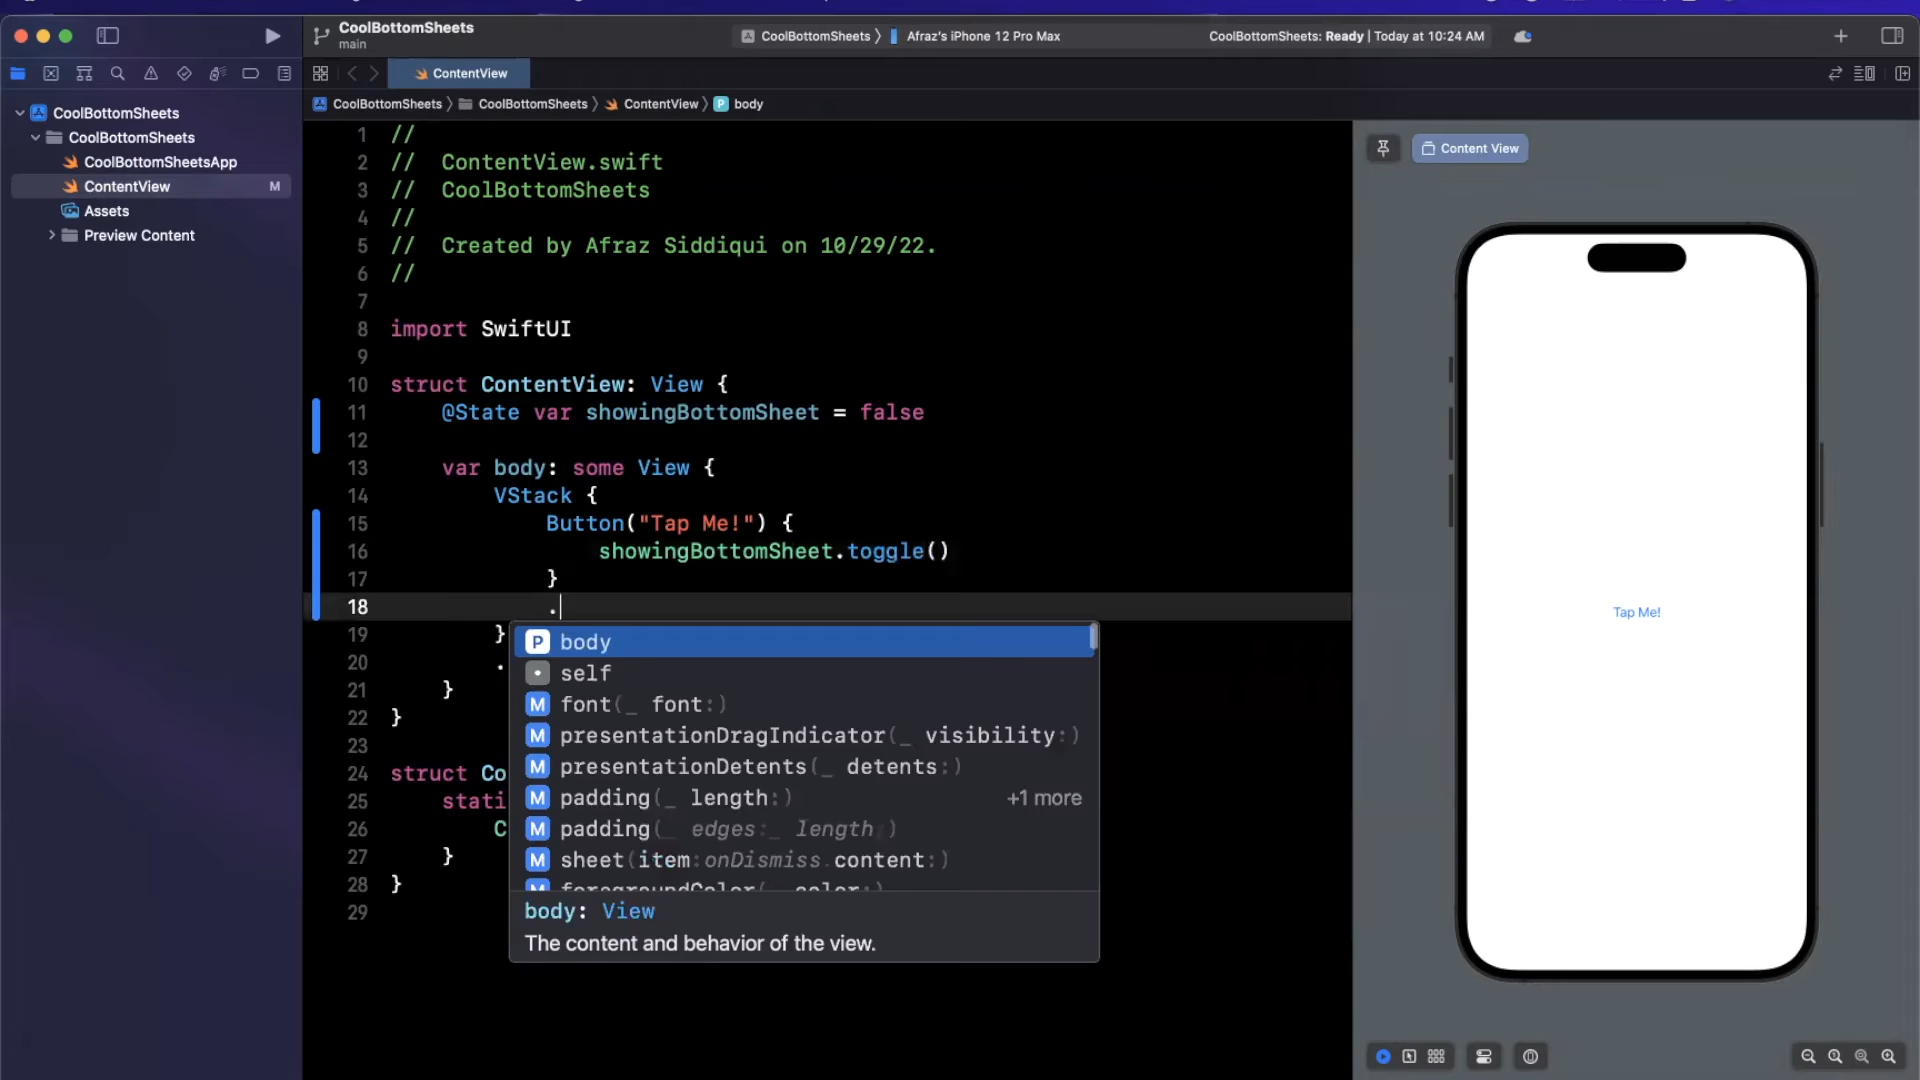 CoolBottomSheets
main
CoolBottomSheets 〉 Afraz's iPhone 12 Pro Max
CoolBottomSheets: Ready | Today at 10:24 AM
ContentView
CoolBottomSheets 〉 CoolBottomSheets 〉 ContentView 〉 P body
CoolBottomSheets
CoolBottomSheets
CoolBottomSheetsApp
ContentView M
Assets
Preview Content
1 //
2 //  ContentView.swift
3 //  CoolBottomSheets
4 //
5 //  Created by Afraz Siddiqui on 10/29/22.
6 //
7
8 import SwiftUI
9
10 struct ContentView: View {
11     @State var showingBottomSheet = false
12
13     var body: some View {
14         VStack {
15             Button("Tap Me!") {
16                 showingBottomSheet.toggle()
17             }
18             .
19         }
20         .
21     }
22 }
23
24 struct Co
25     stati
26         C
27     }
28 }
29
P body
self
M font(_ font:)
M presentationDragIndicator(_ visibility:)
M presentationDetents(_ detents:)
M padding(_ length:) +1 more
M padding(_ edges:_ length:)
M sheet(item:onDismiss:content:)
M foregroundColor(_ color:)
body: View
The content and behavior of the view.
Content View
Tap Me!